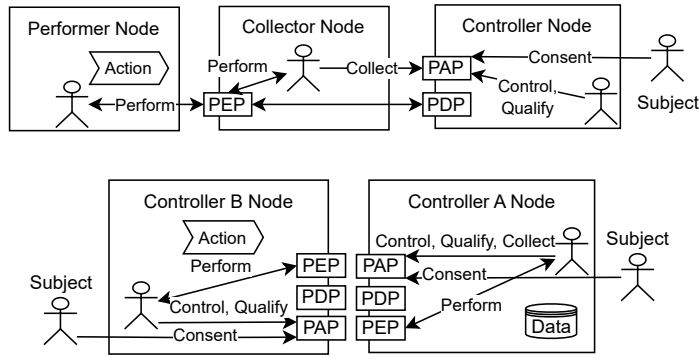 Performer Node
Collector Node
Controller Node
Action
Perform
Collect
PAP
Consent
Control,
Qualify
Perform
PEP
PDP
Subject
Controller B Node
Controller A Node
Action
Control, Qualify, Collect
Subject
Perform
PEP
PAP
Consent
Subject
PDP
PDP
Perform
Control, Qualify
Consent
PAP
PEP
Data